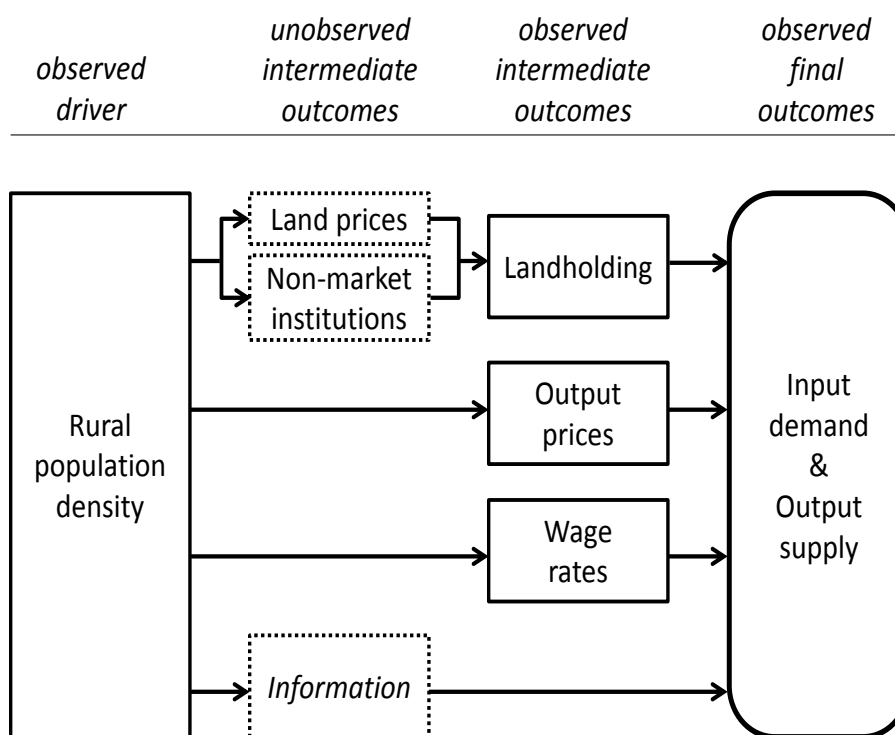 observed
driver
unobserved
intermediate
outcomes
observed
intermediate
outcomes
observed
final
outcomes
Rural
population
density
Land prices
Non-market
institutions
Landholding
Output
prices
Wage
rates
Information
Input
demand
&
Output
supply